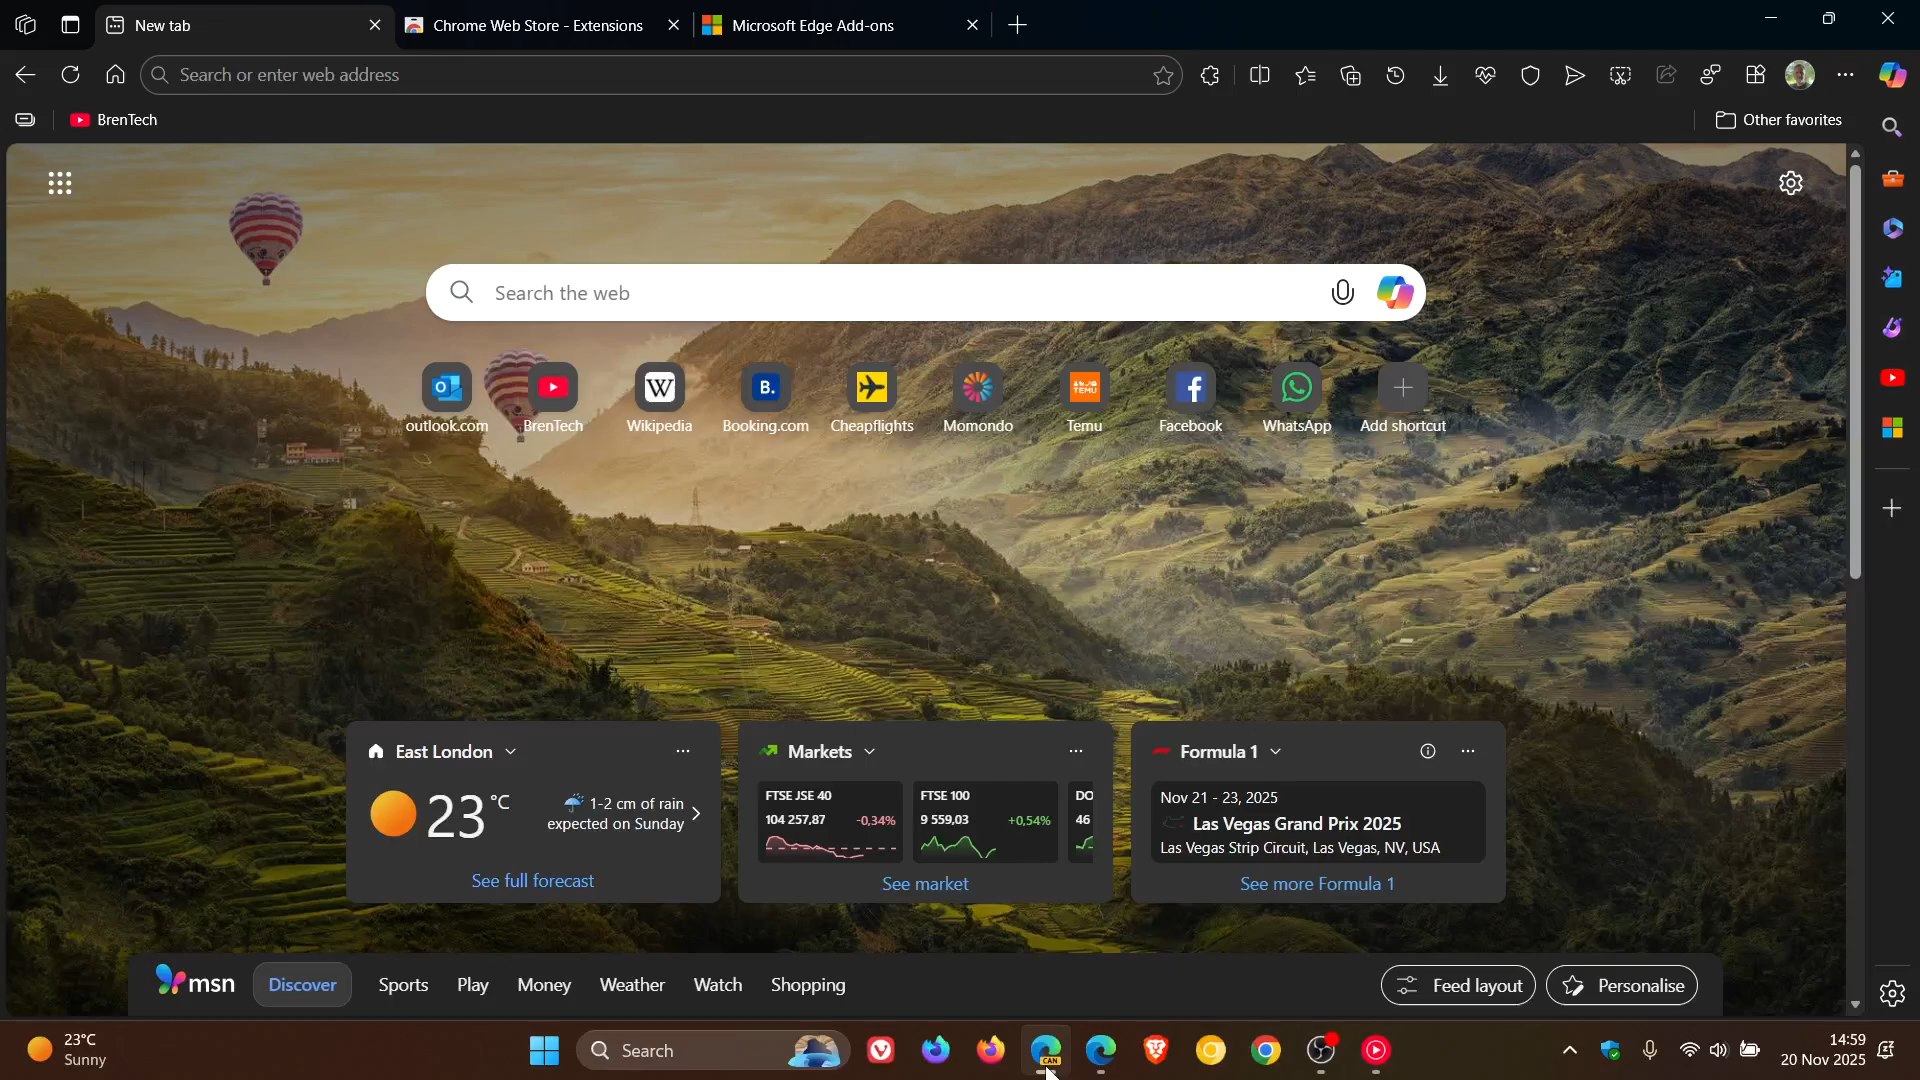 New tab
Chrome Web Store - Extensions
Microsoft Edge Add-ons
Search or enter web address
BrenTech
Other favorites
Search the web
outlook.com
BrenTech
Wikipedia
Booking.com
Cheapflights
Momondo
Temu
Facebook
WhatsApp
Add shortcut
W
B.
TEMU
East London
23 °C
1-2 cm of rain
expected on Sunday
See full forecast
Markets
FTSE JSE 40
104 257,87 -0,34%
FTSE 100
9 559,03 +0,54%
DO
46
See market
Formula 1
Nov 21 - 23, 2025
Las Vegas Grand Prix 2025
Las Vegas Strip Circuit, Las Vegas, NV, USA
See more Formula 1
msn
Discover
Sports
Play
Money
Weather
Watch
Shopping
Feed layout
Personalise
23°C
Sunny
Search
CAN
14:59
20 Nov 2025